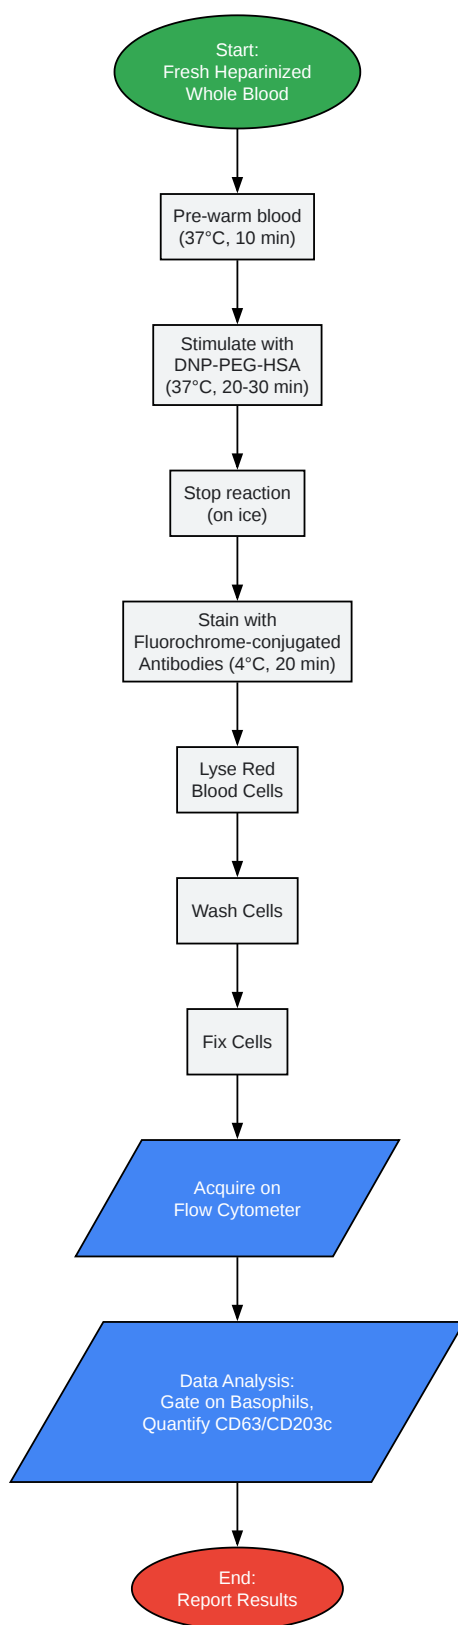 Start:
Fresh Heparinized
Whole Blood
Pre-warm blood
(37°C, 10 min)
Stimulate with
DNP-PEG-HSA
(37°C, 20-30 min)
Stop reaction
(on ice)
Stain with
Fluorochrome-conjugated
Antibodies (4°C, 20 min)
Lyse Red
Blood Cells
Wash Cells
Fix Cells
Acquire on
Flow Cytometer
Data Analysis:
Gate on Basophils,
Quantify CD63/CD203c
End:
Report Results